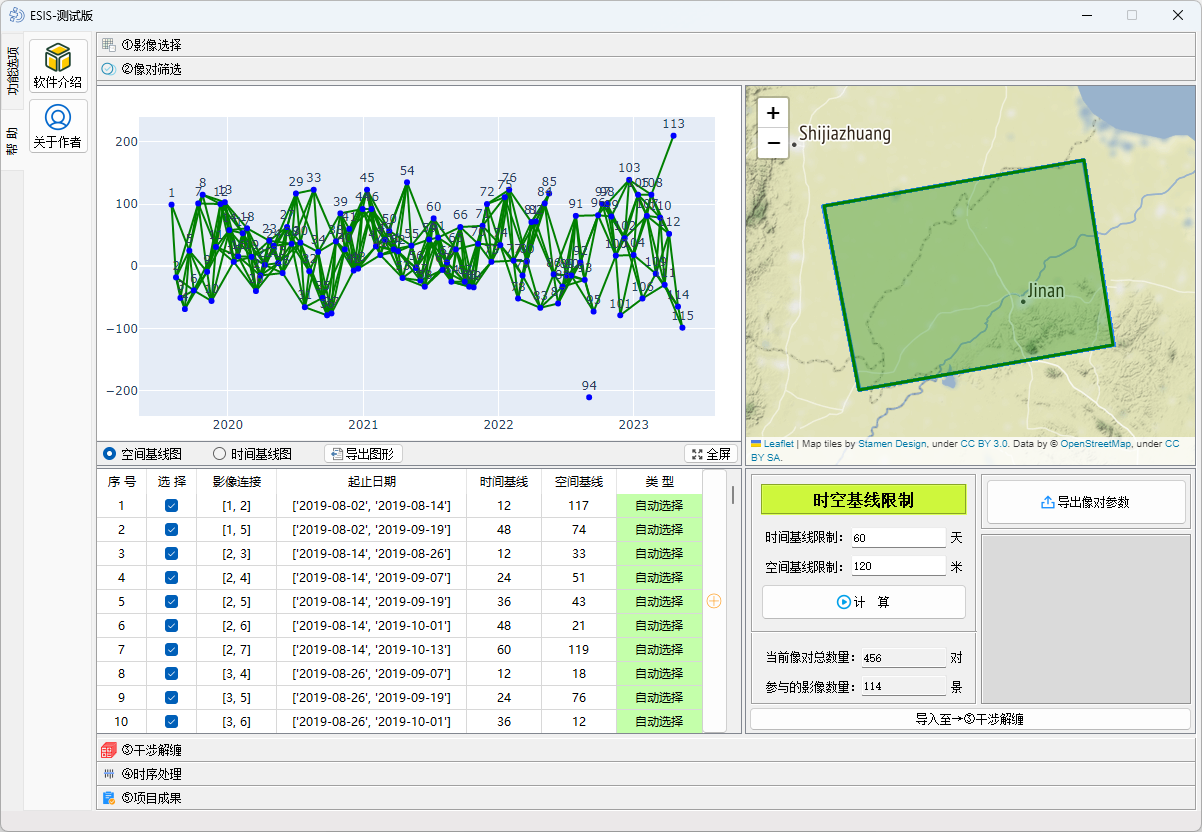 ESIS-测试版
功能选项
帮 助
软件介绍
关于作者
①影像选择
②像对筛选
200
100
0
−100
−200
2020
2021
2022
2023
1
8
13
29
33
39
45
54
60
66
72
76
85
91
94
103
113
114
115
+
−
Shijiazhuang
Jinan
Leaflet | Map tiles by Stamen Design, under CC BY 3.0. Data by © OpenStreetMap, under CC
BY SA.
空间基线图
时间基线图
导出图形
全屏
序 号 选 择 影像连接 起止日期 时间基线 空间基线 类 型
1 [1, 2] ['2019-08-02', '2019-08-14'] 12 117 自动选择
2 [1, 5] ['2019-08-02', '2019-09-19'] 48 74 自动选择
3 [2, 3] ['2019-08-14', '2019-08-26'] 12 33 自动选择
4 [2, 4] ['2019-08-14', '2019-09-07'] 24 51 自动选择
5 [2, 5] ['2019-08-14', '2019-09-19'] 36 43 自动选择
6 [2, 6] ['2019-08-14', '2019-10-01'] 48 21 自动选择
7 [2, 7] ['2019-08-14', '2019-10-13'] 60 119 自动选择
8 [3, 4] ['2019-08-26', '2019-09-07'] 12 18 自动选择
9 [3, 5] ['2019-08-26', '2019-09-19'] 24 76 自动选择
10 [3, 6] ['2019-08-26', '2019-10-01'] 36 12 自动选择
时空基线限制
时间基线限制： 60 天
空间基线限制： 120 米
计 算
当前像对总数量： 456 对
参与的影像数量： 114 景
导出像对参数
导入至→③干涉解缠
③干涉解缠
④时序处理
⑤项目成果